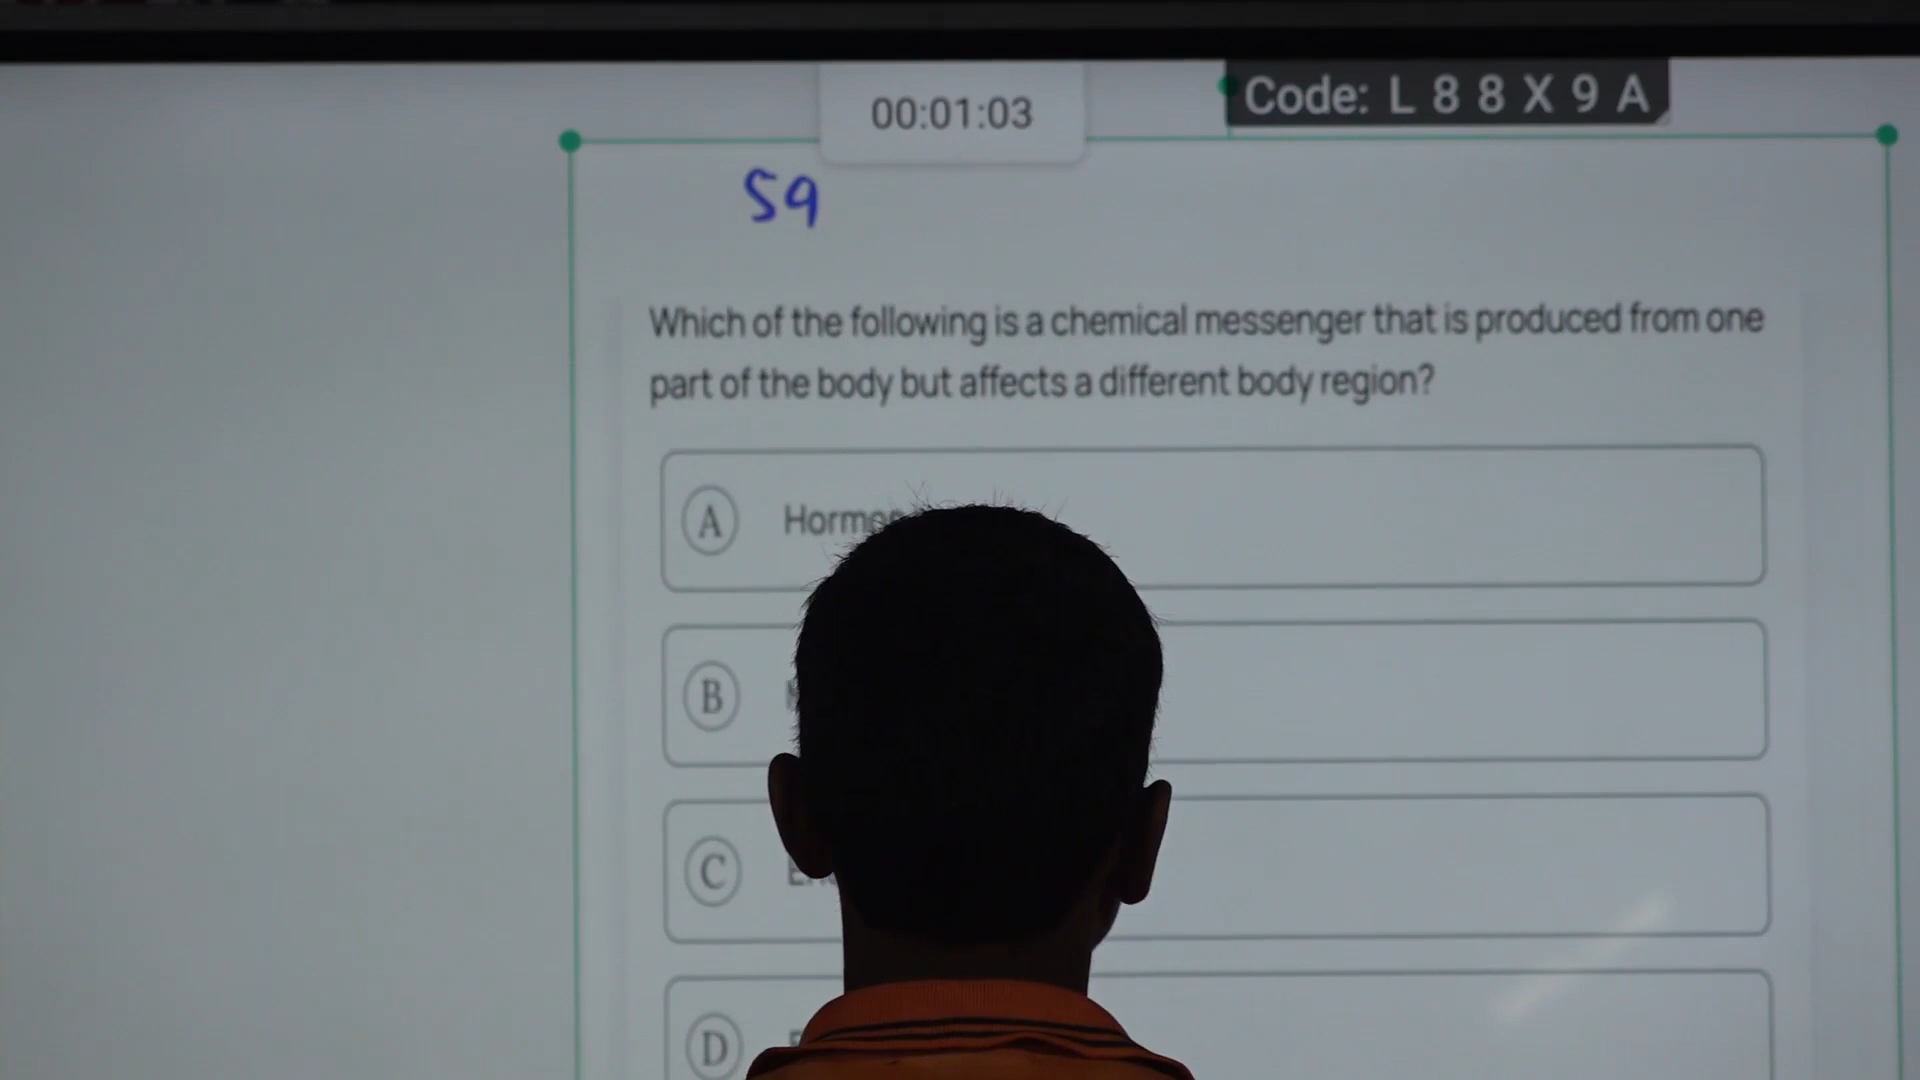 00:01:03
Code: L 8 8 X 9 A
59
Which of the following is a chemical messenger that is produced from one
part of the body but affects a different body region?
A
B
C
D